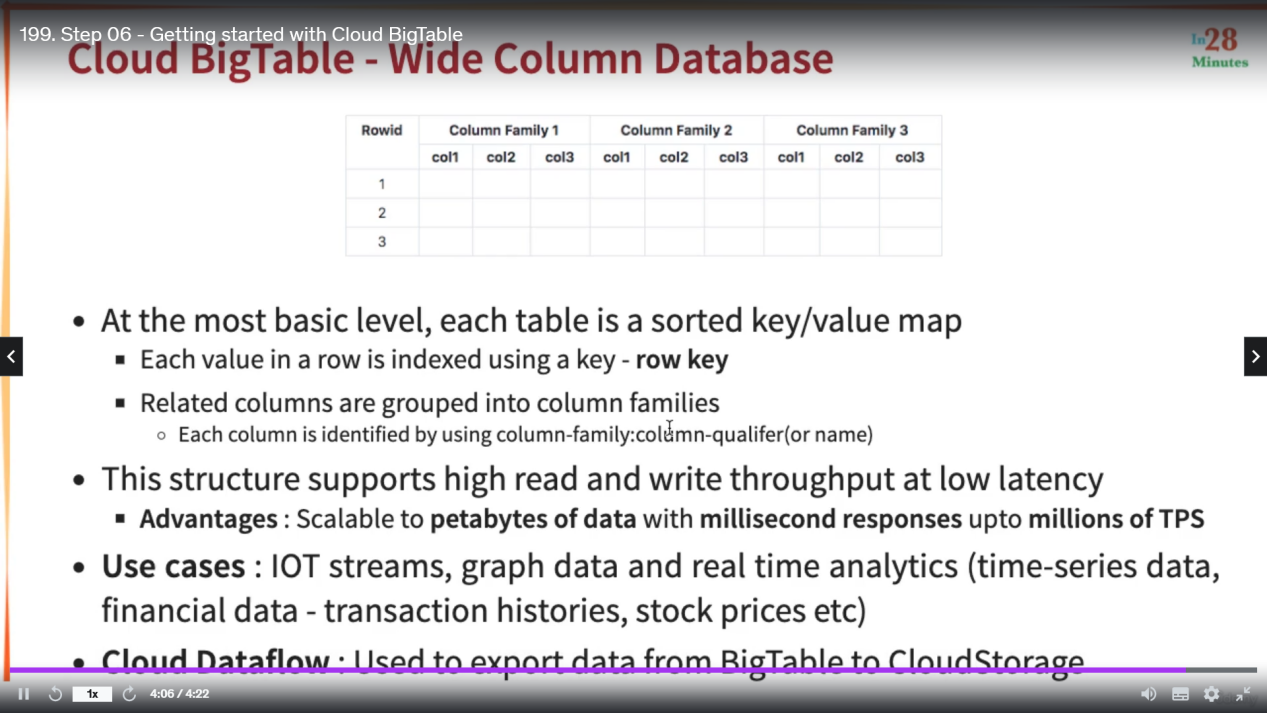 199. Step 06 - Getting started with Cloud BigTable
Cloud BigTable - Wide Column Database
In28
Minutes
Rowid Column Family 1 Column Family 2 Column Family 3
col1 col2 col3 col1 col2 col3 col1 col2 col3
1
2
3
• At the most basic level, each table is a sorted key/value map
▪ Each value in a row is indexed using a key - row key
▪ Related columns are grouped into column families
○ Each column is identified by using column-family:column-qualifer(or name)
• This structure supports high read and write throughput at low latency
▪ Advantages : Scalable to petabytes of data with millisecond responses upto millions of TPS
• Use cases : IOT streams, graph data and real time analytics (time-series data,
financial data - transaction histories, stock prices etc)
• Cloud Dataflow : Used to export data from BigTable to CloudStorage
1x 4:06 / 4:22